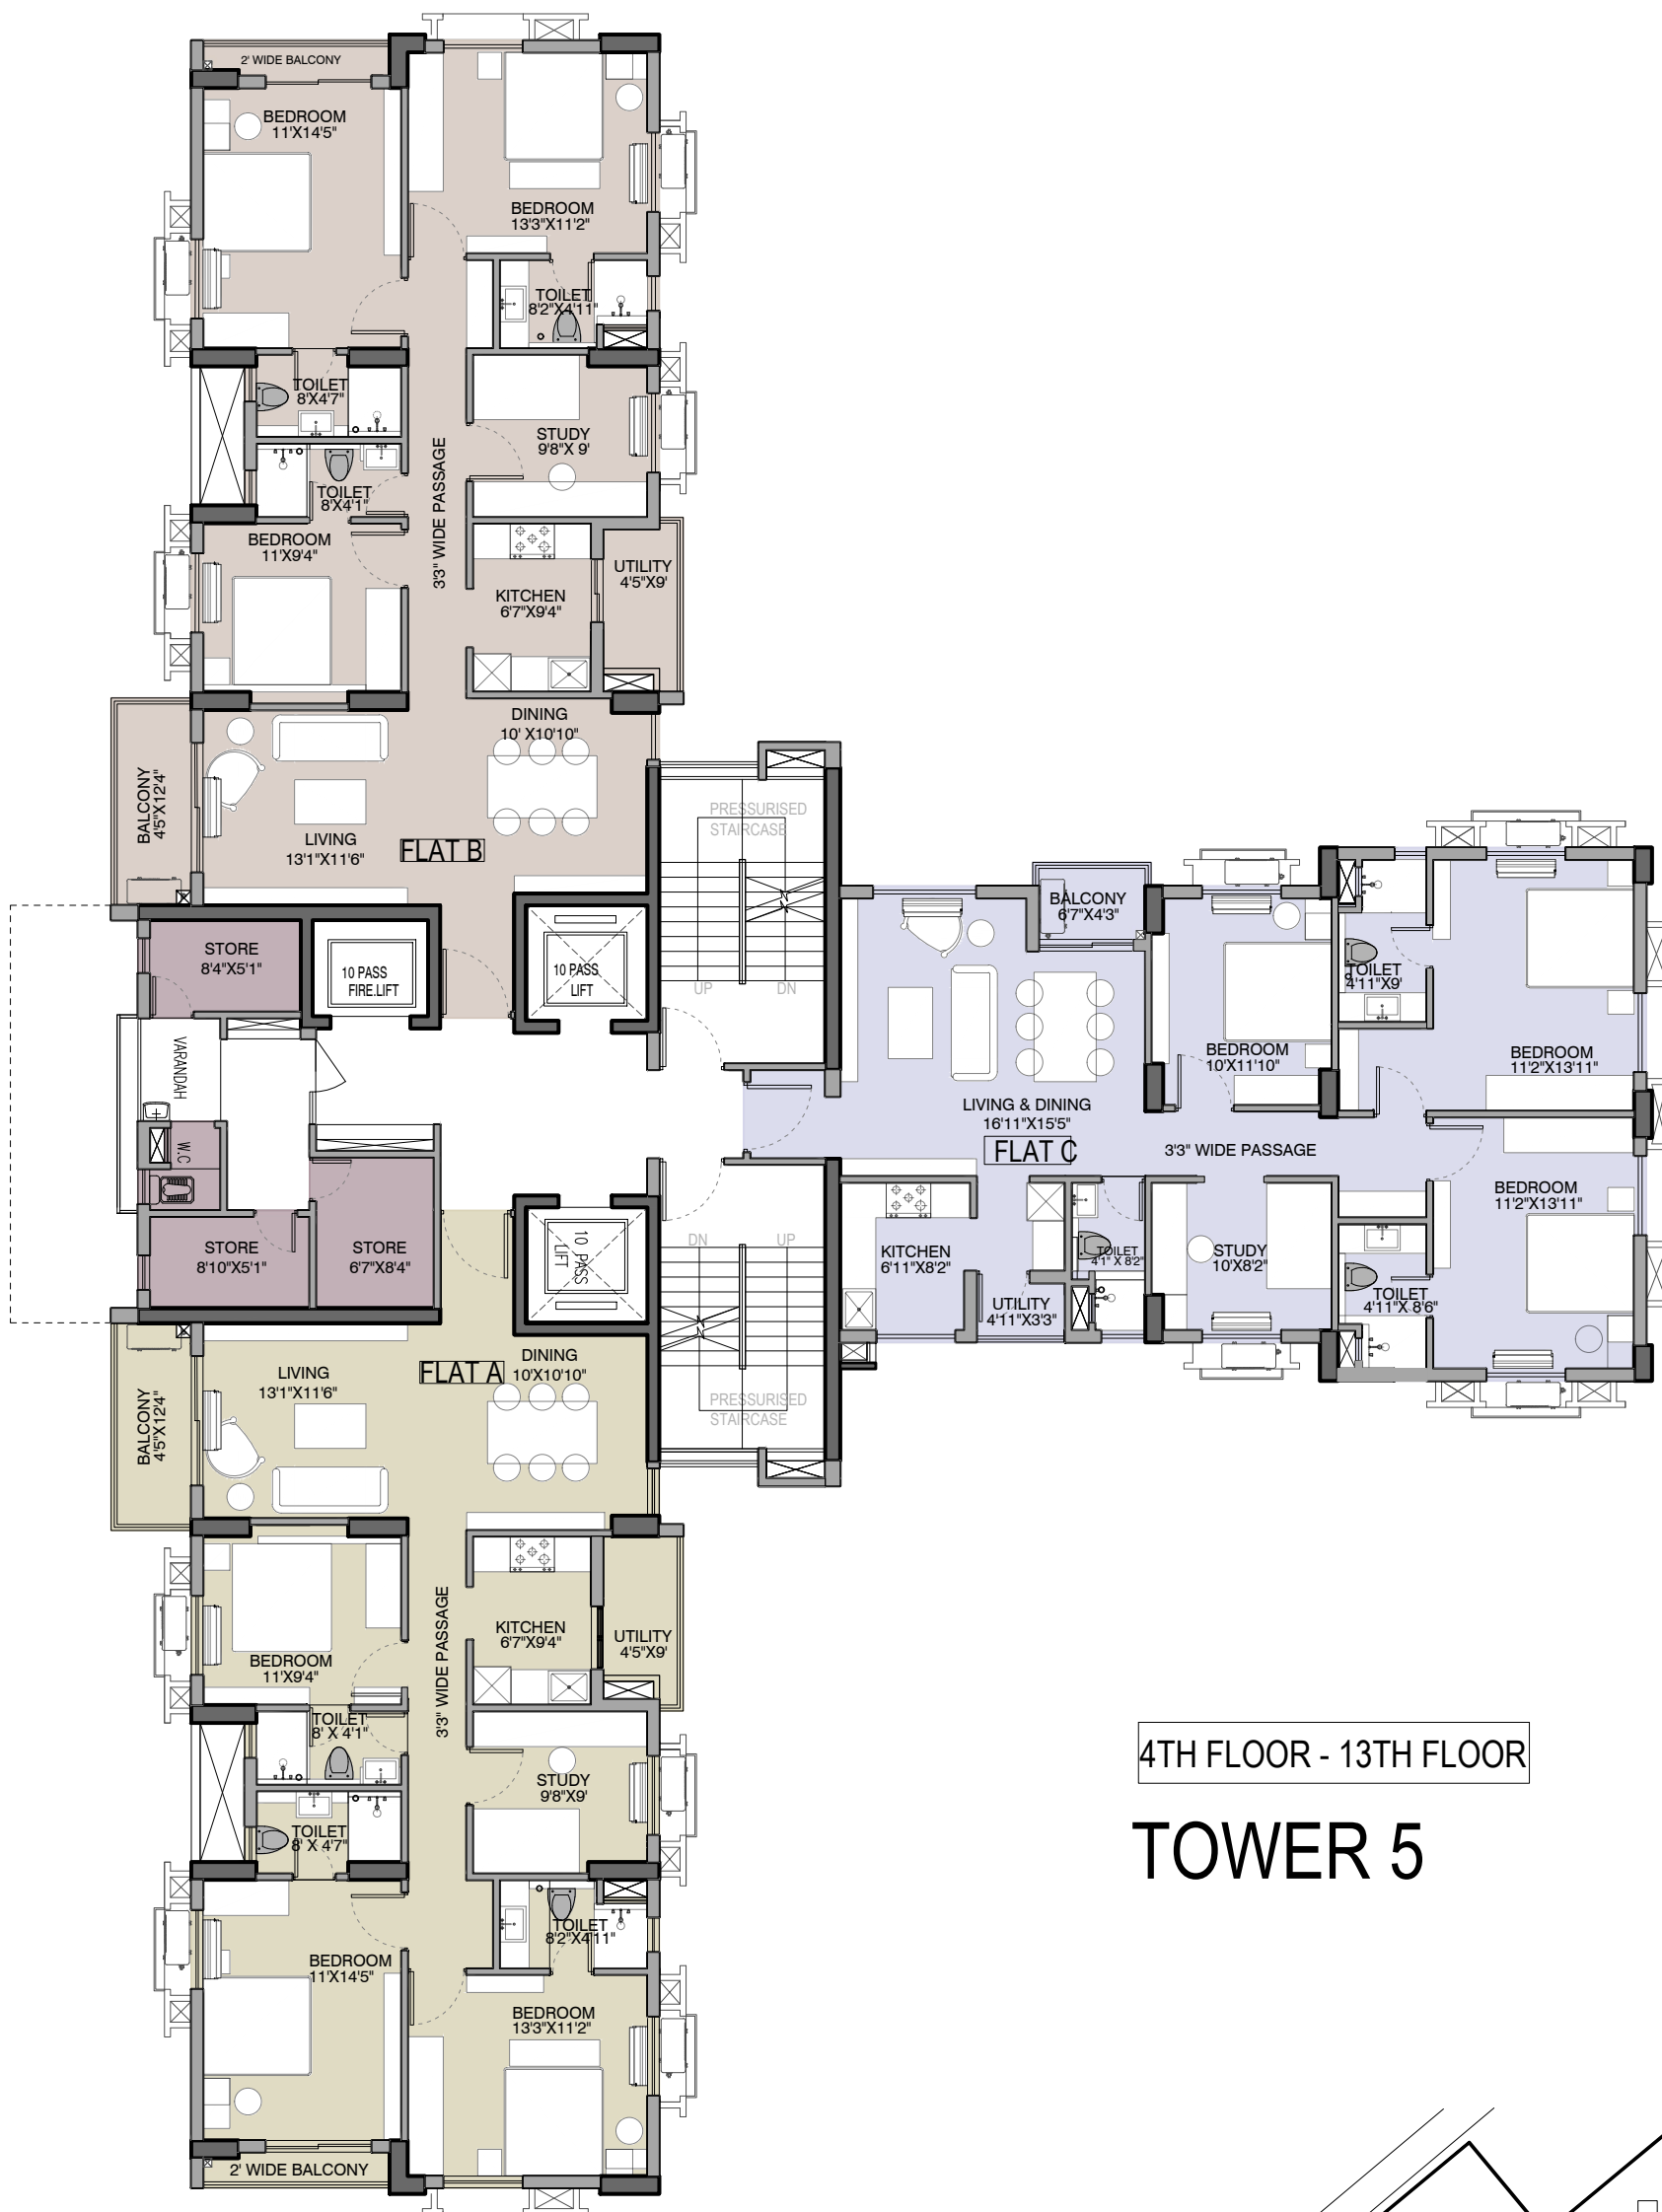 2' WIDE BALCONY
BEDROOM
11'X14'5"
BEDROOM
13'3"X11'2"
TOILET
8'2"X4'11"
TOILET
8'X4'7"
STUDY
9'8"X 9'
TOILET
8'X4'1"
3'3" WIDE PASSAGE
BEDROOM
11'X9'4"
KITCHEN
6'7"X9'4"
UTILITY
4'5"X9'
DINING
10' X10'10"
BALCONY
4'5"X12'4"
LIVING
13'1"X11'6"
FLAT B
PRESSURISED
STAIRCASE
UP
DN
STORE
8'4"X5'1"
10 PASS
FIRE.LIFT
10 PASS
LIFT
VARANDAH
W.C
STORE
8'10"X5'1"
STORE
6'7"X8'4"
10 PASS
LIFT
DN
UP
PRESSURISED
STAIRCASE
BALCONY
6'7"X4'3"
TOILET
4'11"X9'
BEDROOM
10'X11'10"
BEDROOM
11'2"X13'11"
LIVING & DINING
16'11"X15'5"
FLAT C
3'3" WIDE PASSAGE
BEDROOM
11'2"X13'11"
KITCHEN
6'11"X8'2"
TOILET
4'1" X 8'2"
STUDY
10'X8'2"
UTILITY
4'11"X3'3"
TOILET
4'11"X 8'6"
LIVING
13'1"X11'6"
FLAT A
DINING
10'X10'10"
BALCONY
4'5"X12'4"
3'3" WIDE PASSAGE
KITCHEN
6'7"X9'4"
UTILITY
4'5"X9'
BEDROOM
11'X9'4"
TOILET
8' X 4'1"
STUDY
9'8"X9'
TOILET
8' X 4'7"
TOILET
8'2"X4'11"
BEDROOM
11'X14'5"
BEDROOM
13'3"X11'2"
2' WIDE BALCONY
4TH FLOOR - 13TH FLOOR
TOWER 5